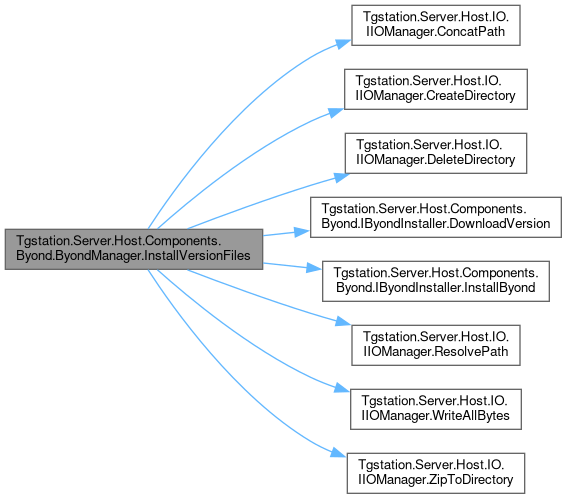 Tgstation.Server.Host.Components.
Byond.ByondManager.InstallVersionFiles
Tgstation.Server.Host.IO.
IIOManager.ConcatPath
Tgstation.Server.Host.IO.
IIOManager.CreateDirectory
Tgstation.Server.Host.IO.
IIOManager.DeleteDirectory
Tgstation.Server.Host.Components.
Byond.IByondInstaller.DownloadVersion
Tgstation.Server.Host.Components.
Byond.IByondInstaller.InstallByond
Tgstation.Server.Host.IO.
IIOManager.ResolvePath
Tgstation.Server.Host.IO.
IIOManager.WriteAllBytes
Tgstation.Server.Host.IO.
IIOManager.ZipToDirectory